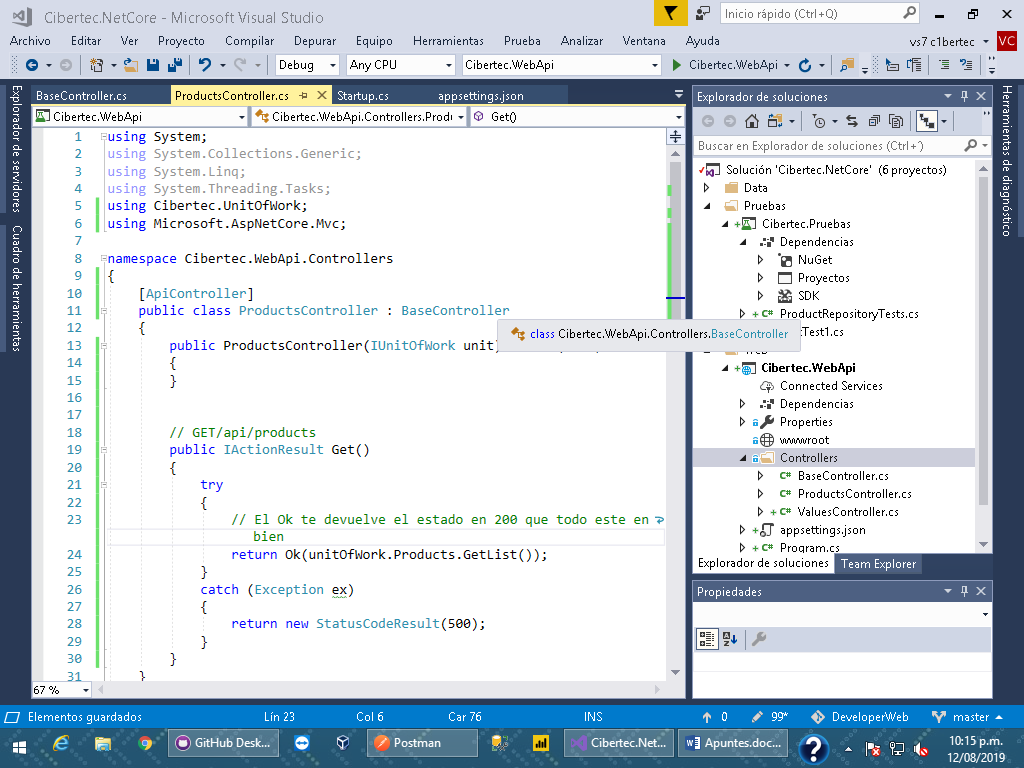 Cibertec.NetCore - Microsoft Visual Studio
Inicio rápido (Ctrl+Q)
Archivo Editar Ver Proyecto Compilar Depurar Equipo Herramientas Prueba Analizar Ventana Ayuda
vs7 c1bertec VC
Debug Any CPU Cibertec.WebApi Cibertec.WebApi
Explorador de servidores
Cuadro de herramientas
BaseController.cs ProductsController.cs Startup.cs appsettings.json
Cibertec.WebApi Cibertec.WebApi.Controllers.Produ Get()
1 using System;
2 using System.Collections.Generic;
3 using System.Linq;
4 using System.Threading.Tasks;
5 using Cibertec.UnitOfWork;
6 using Microsoft.AspNetCore.Mvc;
7
8 namespace Cibertec.WebApi.Controllers
9 {
10 [ApiController]
11 public class ProductsController : BaseController
12 {
class Cibertec.WebApi.Controllers.BaseController
13 public ProductsController(IUnitOfWork unit)
14 {
15 }
16
17
18 // GET/api/products
19 public IActionResult Get()
20 {
21 try
22 {
23 // El Ok te devuelve el estado en 200 que todo este en
bien
24 return Ok(unitOfWork.Products.GetList());
25 }
26 catch (Exception ex)
27 {
28 return new StatusCodeResult(500);
29 }
30 }
31 }
67 %
Explorador de soluciones
Buscar en Explorador de soluciones (Ctrl+´)
Solución 'Cibertec.NetCore' (6 proyectos)
Data
Pruebas
Cibertec.Pruebas
Dependencias
NuGet
Proyectos
SDK
ProductRepositoryTests.cs
tTest1.cs
Web
Cibertec.WebApi
Connected Services
Dependencias
Properties
wwwroot
Controllers
BaseController.cs
ProductsController.cs
ValuesController.cs
appsettings.json
Program.cs
Explorador de soluciones Team Explorer
Propiedades
Herramientas de diagnóstico
Elementos guardados Lín 23 Col 6 Car 76 INS 0 99* DeveloperWeb master
GitHub Desk... Postman Cibertec.Net... Apuntes.doc...
10:15 p.m.
12/08/2019